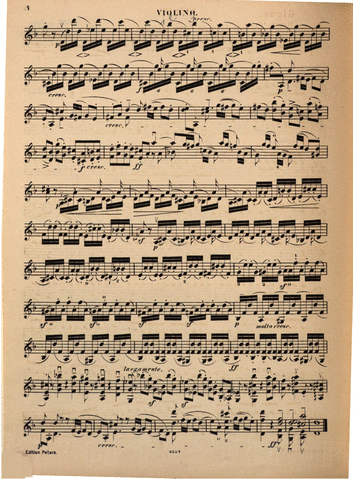 4
VIOLINO.
cresc.
p
cresc.
cresc.
p cresc.
ff
sf
sf
sf
sf
sf
sf
p
molto cresc.
ff
largamente.
sf
p
cresc.
ff
Edition Peters.